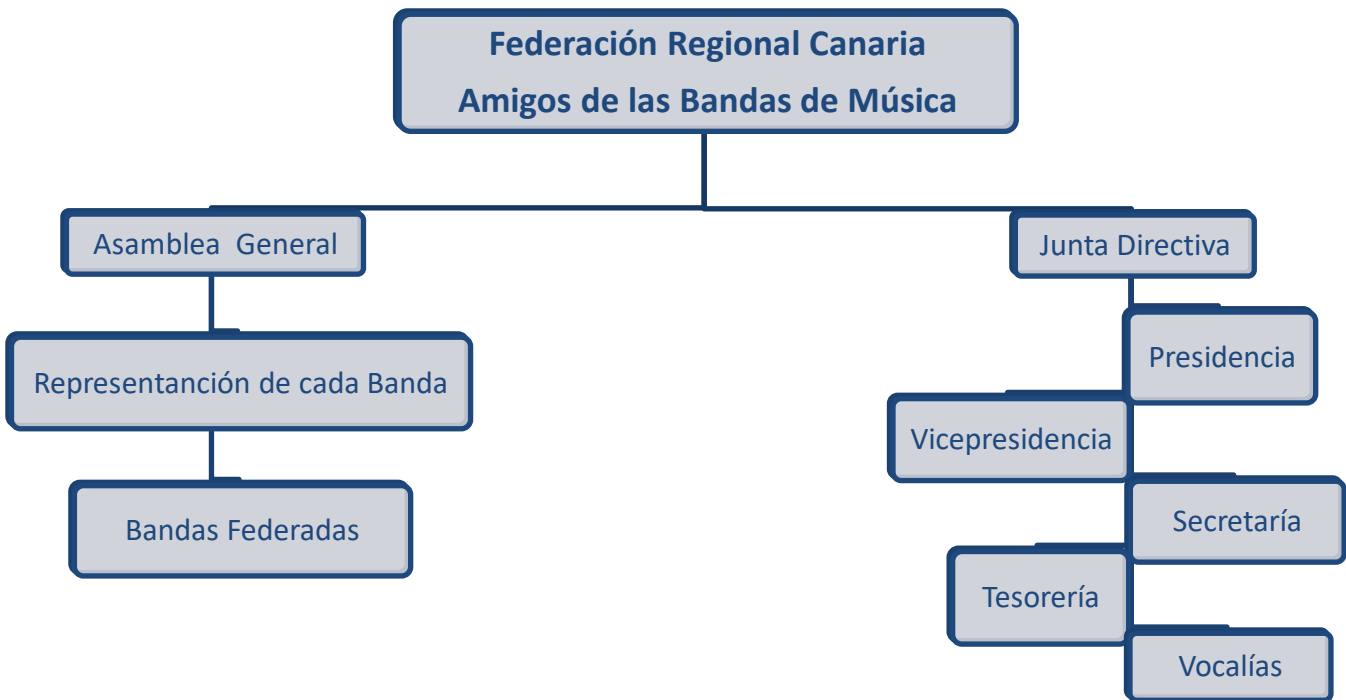 Federación Regional Canaria
Amigos de las Bandas de Música
Asamblea  General
Junta Directiva
Representanción de cada Banda
Presidencia
Vicepresidencia
Bandas Federadas
Secretaría
Tesorería
Vocalías